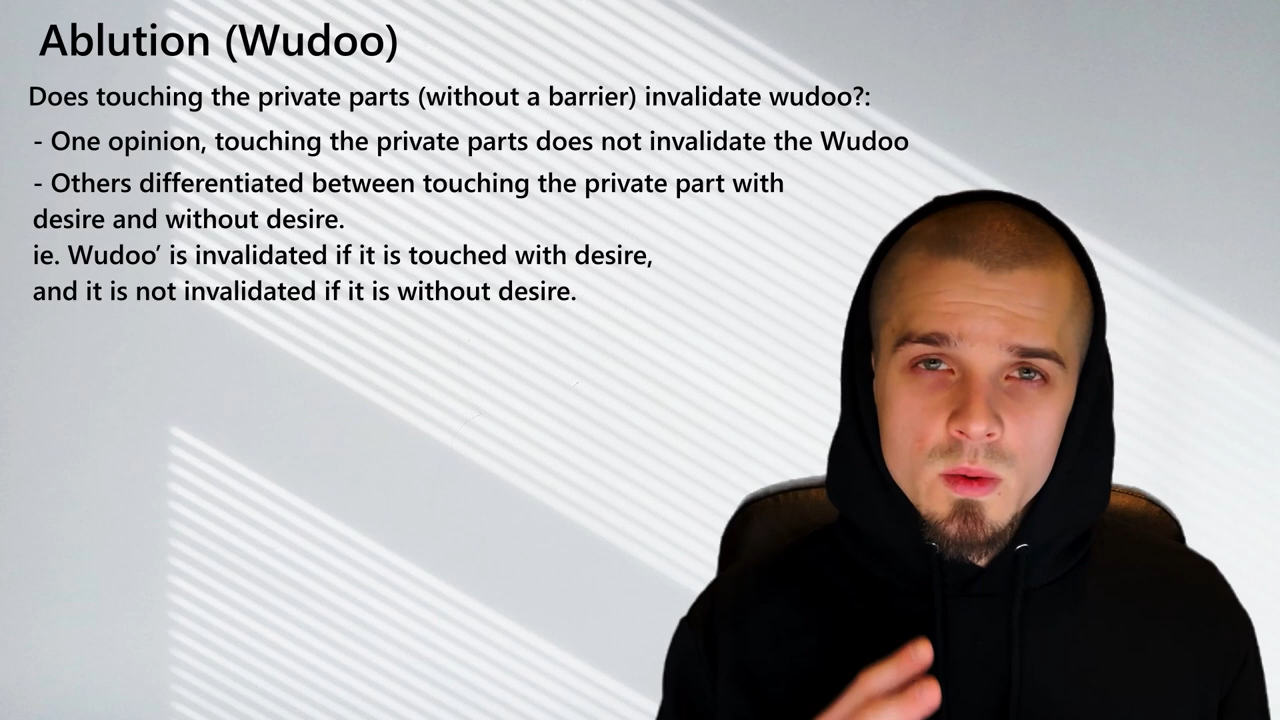 Ablution (Wudoo)
Does touching the private parts (without a barrier) invalidate wudoo?:
- One opinion, touching the private parts does not invalidate the Wudoo
- Others differentiated between touching the private part with
desire and without desire.
ie. Wudoo’ is invalidated if it is touched with desire,
and it is not invalidated if it is without desire.